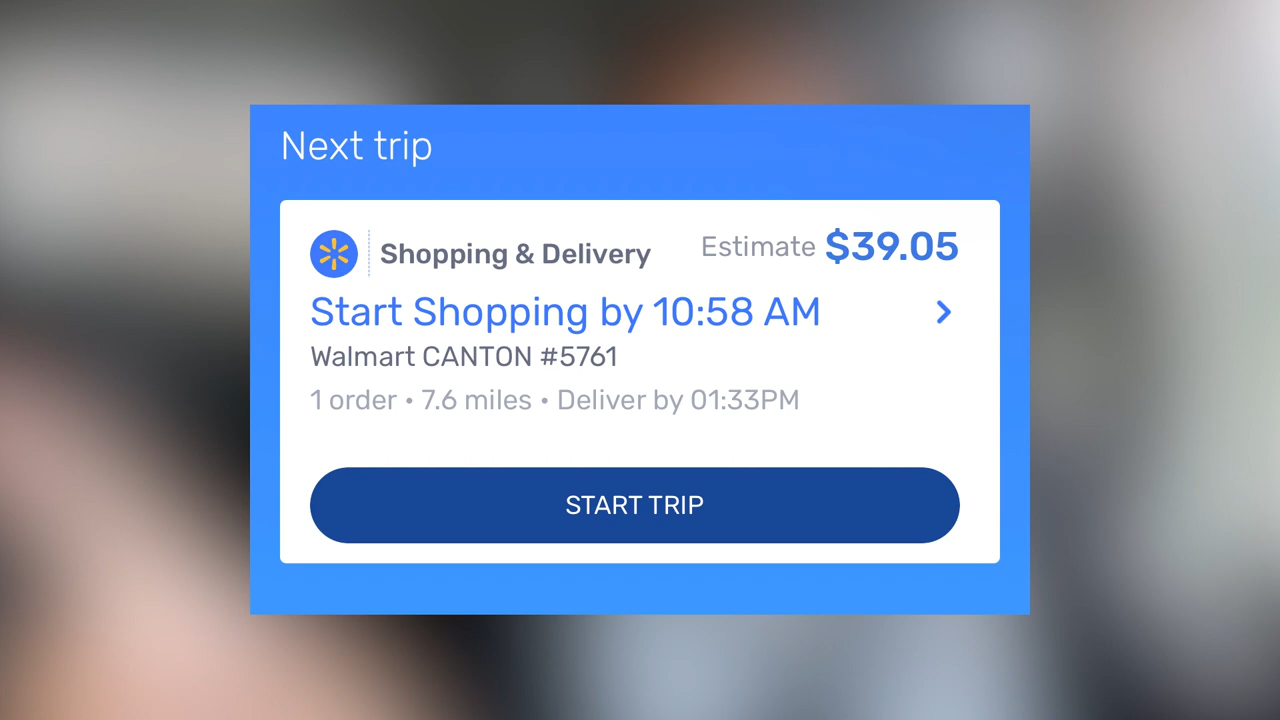 Next trip
Shopping & Delivery Estimate $39.05
Start Shopping by 10:58 AM
Walmart CANTON #5761
1 order • 7.6 miles • Deliver by 01:33PM
START TRIP